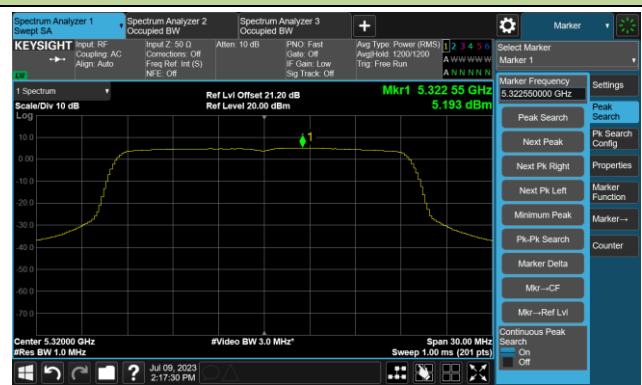 Spectrum Analyzer 1
Swept SA
Spectrum Analyzer 2
Occupied BW
Spectrum Analyzer 3
Occupied BW
Marker
KEYSIGHT
Input: RF
Coupling: AC
Align: Auto
Input Z: 50 Ω
Corrections: Off
Freq Ref: Int (S)
NFE: Off
Atten: 10 dB
PNO: Fast
Gate: Off
IF Gain: Low
Sig Track: Off
Avg Type: Power (RMS)
Avg|Hold: 1200/1200
Trig: Free Run
1 2 3 4 5 6
A W W W W W
A N N N N N
LV
Select Marker
Marker 1
1 Spectrum
Scale/Div 10 dB
Log
Ref Lvl Offset 21.20 dB
Ref Level 20.00 dBm
Mkr1 5.322 55 GHz
5.193 dBm
1
10.0
0.00
-10.0
-20.0
-30.0
-40.0
-50.0
-60.0
-70.0
Center 5.32000 GHz
#Res BW 1.0 MHz
#Video BW 3.0 MHz*
Span 30.00 MHz
Sweep 1.00 ms (201 pts)
Marker Frequency
5.322550000 GHz
Peak Search
Next Peak
Next Pk Right
Next Pk Left
Minimum Peak
Pk-Pk Search
Marker Delta
Mkr→CF
Mkr→Ref Lvl
Continuous Peak
Search
On
Off
Settings
Peak
Search
Pk Search
Config
Properties
Marker
Function
Marker→
Counter
?
Jul 09, 2023
2:17:30 PM